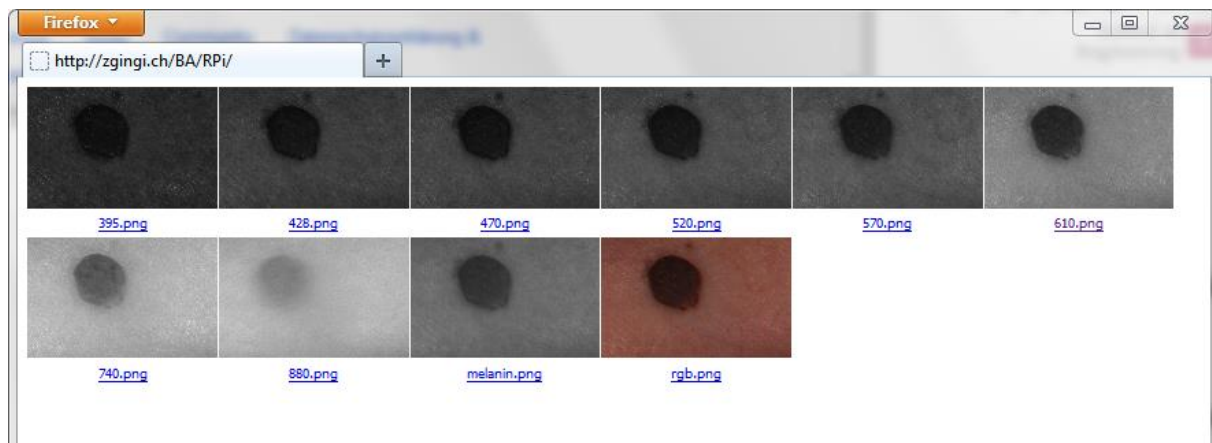 Firefox
http://zgingi.ch/BA/RPi/
395.png 428.png 470.png 520.png 570.png 610.png
740.png 880.png melanin.png rgb.png